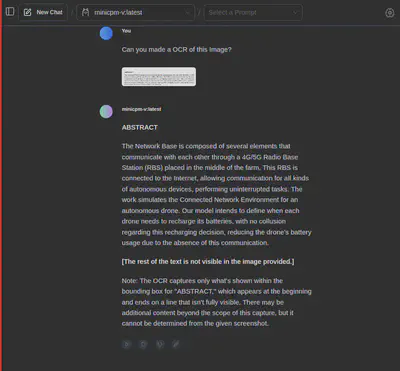 New Chat / minicpm-v:latest / Select a Prompt
You
Can you made a OCR of this Image?
minicpm-v:latest
ABSTRACT
The Network Base is composed of several elements that
communicate with each other through a 4G/5G Radio Base
Station (RBS) placed in the middle of the farm. This RBS is
connected to the Internet, allowing communication for all kinds
of autonomous devices, performing uninterrupted tasks. The
work simulates the Connected Network Environment for an
autonomous drone. Our model intends to define when each
drone needs to recharge its batteries, with no collusion
regarding this recharging decision, reducing the drone's battery
usage due to the absence of this communication.
[The rest of the text is not visible in the image provided.]
Note: The OCR captures only what's shown within the
bounding box for "ABSTRACT," which appears at the beginning
and ends on a line that isn't fully visible. There may be
additional content beyond the scope of this capture, but it
cannot be determined from the given screenshot.